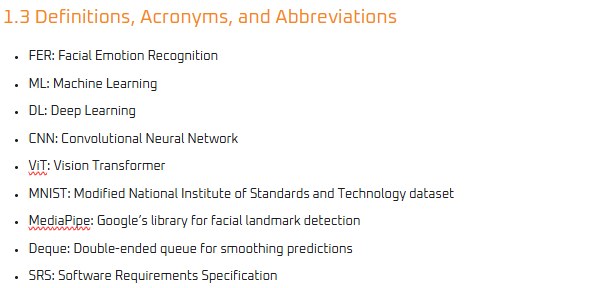 1.3 Definitions, Acronyms, and Abbreviations
• FER: Facial Emotion Recognition
• ML: Machine Learning
• DL: Deep Learning
• CNN: Convolutional Neural Network
• ViT: Vision Transformer
• MNIST: Modified National Institute of Standards and Technology dataset
• MediaPipe: Google’s library for facial landmark detection
• Deque: Double-ended queue for smoothing predictions
• SRS: Software Requirements Specification